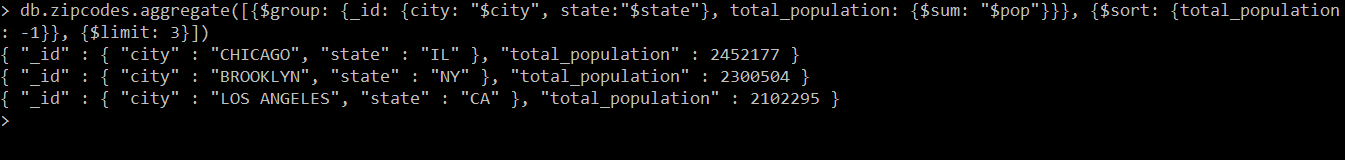 > db.zipcodes.aggregate([{$group: {_id: {city: "$city", state:"$state"}, total_population: {$sum: "$pop"}}}, {$sort: {total_population
: -1}}, {$limit: 3}])
{ "_id" : { "city" : "CHICAGO", "state" : "IL" }, "total_population" : 2452177 }
{ "_id" : { "city" : "BROOKLYN", "state" : "NY" }, "total_population" : 2300504 }
{ "_id" : { "city" : "LOS ANGELES", "state" : "CA" }, "total_population" : 2102295 }
>